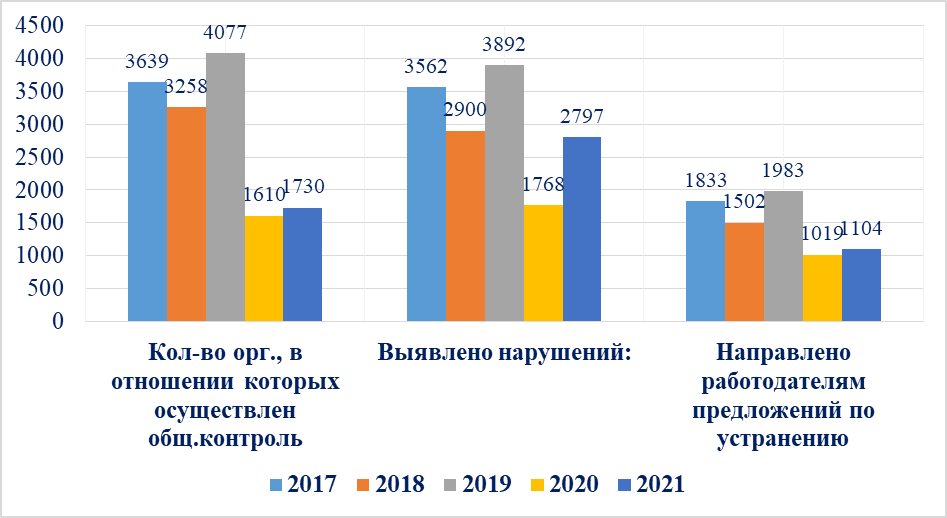 4500
4000
3500
3000
2500
2000
1500
1000
500
0
3639
3258
4077
1610
1730
3562
2900
3892
1768
2797
1833
1502
1983
1019
1104
Кол-во орг., в
отношении которых
осуществлен
общ.контроль
Выявлено нарушений:
Направлено
работодателям
предложений по
устранению
2017 2018 2019 2020 2021